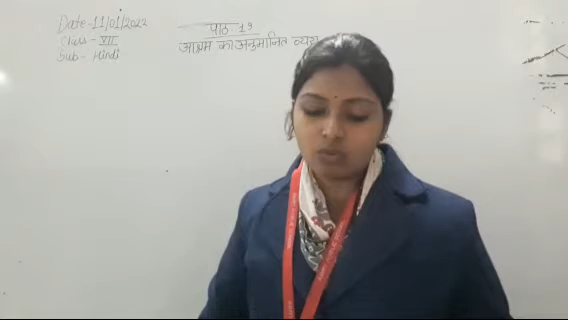 Date-11/01/2022
Class-VII
Sub-Hindi
पाठ 19
आश्रम का अनुमानित व्यय